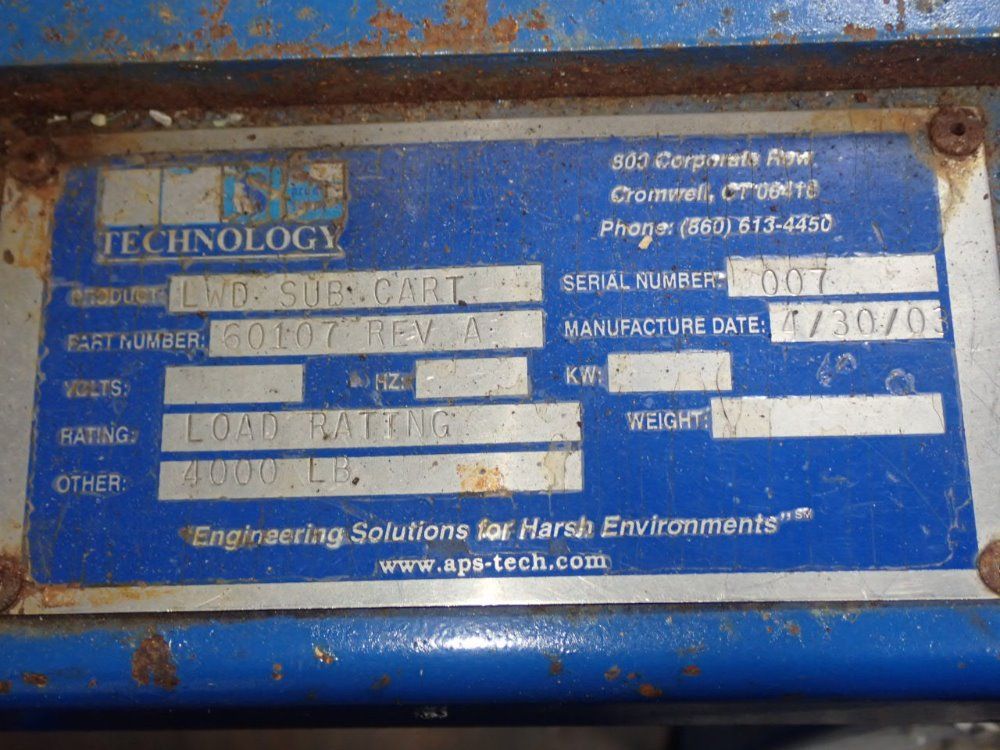 TECHNOLOGY
800 Corporate Row
Cromwell, CT 06416
Phone: (860) 613-4450
PRODUCT: LWD SUB CART
SERIAL NUMBER: 007
PART NUMBER: 60107 REV A
MANUFACTURE DATE: 4/30/03
VOLTS: HZ: KW:
RATING: LOAD RATING
WEIGHT:
OTHER: 4000 LB
"Engineering Solutions for Harsh Environments" SM
www.aps-tech.com